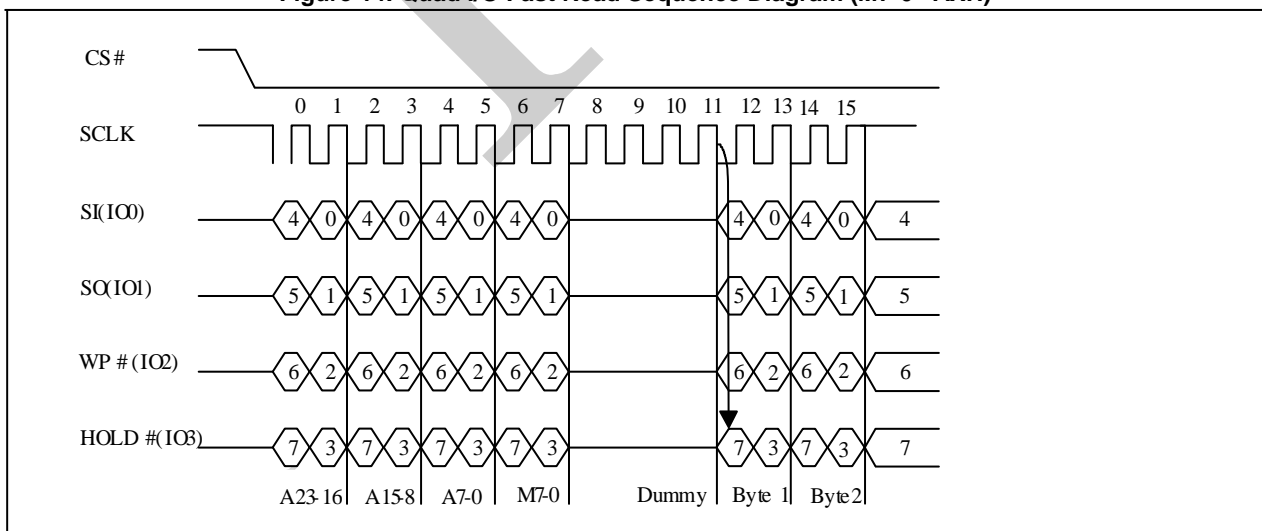 CS#
0 1 2 3 4 5 6 7 8 9 10 11 12 13 14 15
SCLK
SI(IO0)
4 0 4 0 4 0 4 0 4 0 4 0 4
SO(IO1)
5 1 5 1 5 1 5 1 5 1 5 1 5
WP #(IO2)
6 2 6 2 6 2 6 2 6 2 6 2 6
HOLD #(IO3)
7 3 7 3 7 3 7 3 7 3 7 3 7
A23-16 A15-8 A7-0 M7-0 Dummy Byte 1 Byte2